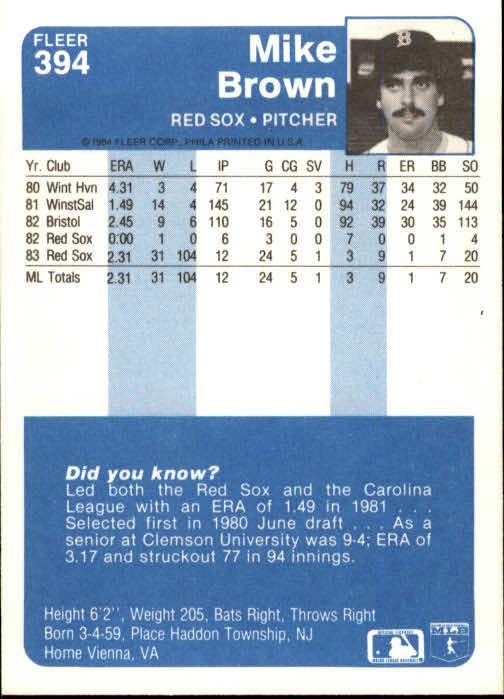 FLEER
394
Mike
Brown
RED SOX • PITCHER
© 1984 FLEER CORP., PHILA PRINTED IN U.S.A.
Yr. Club ERA W L IP G CG SV H R ER BB SO
80 Wint Hvn 4.31 3 4 71 17 4 3 79 37 34 32 50
81 WinstSal 1.49 14 4 145 21 12 0 94 32 24 39 144
82 Bristol 2.45 9 6 110 16 5 0 92 39 30 35 113
82 Red Sox 0:00 1 0 6 3 0 0 7 0 0 1 4
83 Red Sox 2.31 31 104 12 24 5 1 3 9 1 7 20
ML Totals 2.31 31 104 12 24 5 1 3 9 1 7 20
Did you know?
Led both the Red Sox and the Carolina
League with an ERA of 1.49 in 1981 . . .
Selected first in 1980 June draft . . . As a
senior at Clemson University was 9-4; ERA of
3.17 and struckout 77 in 94 innings.
Height 6'2'', Weight 205, Bats Right, Throws Right
Born 3-4-59, Place Haddon Township, NJ
Home Vienna, VA